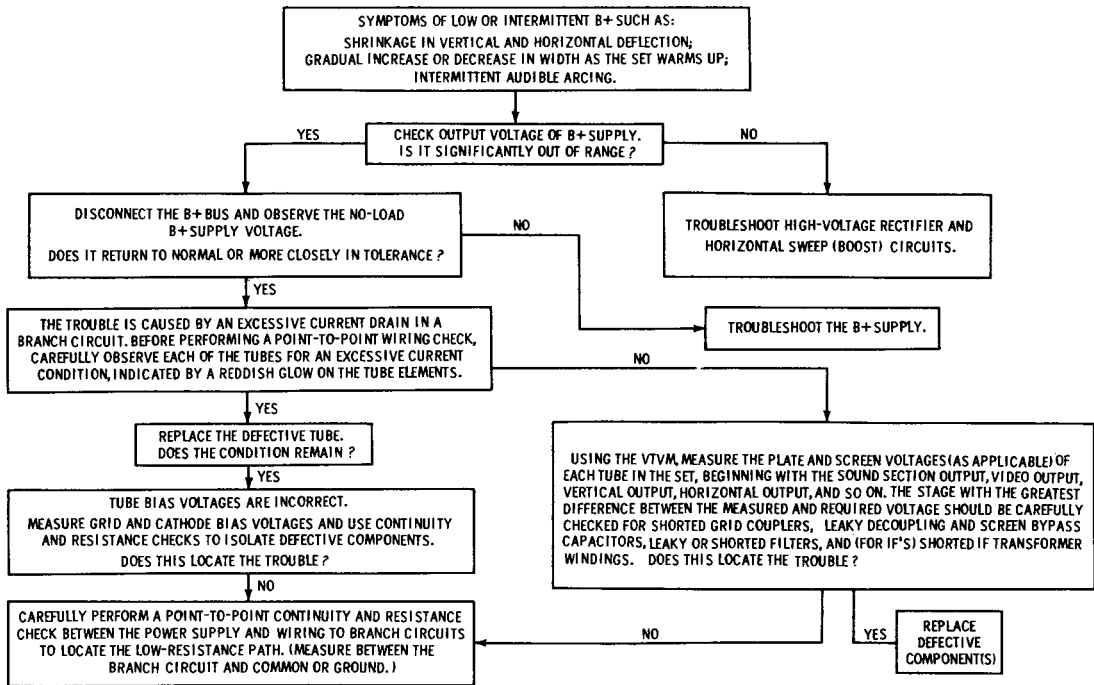 SYMPTOMS OF LOW OR INTERMITTENT B+ SUCH AS:
SHRINKAGE IN VERTICAL AND HORIZONTAL DEFLECTION;
GRADUAL INCREASE OR DECREASE IN WIDTH AS THE SET WARMS UP;
INTERMITTENT AUDIBLE ARCING.
YES
CHECK OUTPUT VOLTAGE OF B+ SUPPLY.
IS IT SIGNIFICANTLY OUT OF RANGE?
NO
DISCONNECT THE B+ BUS AND OBSERVE THE NO-LOAD
B+ SUPPLY VOLTAGE.
DOES IT RETURN TO NORMAL OR MORE CLOSELY IN TOLERANCE?
NO
TROUBLESHOOT HIGH-VOLTAGE RECTIFIER AND
HORIZONTAL SWEEP (BOOST) CIRCUITS.
YES
TROUBLESHOOT THE B+ SUPPLY.
THE TROUBLE IS CAUSED BY AN EXCESSIVE CURRENT DRAIN IN A
BRANCH CIRCUIT. BEFORE PERFORMING A POINT-TO-POINT WIRING CHECK,
CAREFULLY OBSERVE EACH OF THE TUBES FOR AN EXCESSIVE CURRENT
CONDITION, INDICATED BY A REDDISH GLOW ON THE TUBE ELEMENTS.
NO
YES
REPLACE THE DEFECTIVE TUBE.
DOES THE CONDITION REMAIN?
YES
TUBE BIAS VOLTAGES ARE INCORRECT.
MEASURE GRID AND CATHODE BIAS VOLTAGES AND USE CONTINUITY
AND RESISTANCE CHECKS TO ISOLATE DEFECTIVE COMPONENTS.
DOES THIS LOCATE THE TROUBLE?
NO
USING THE VTVM, MEASURE THE PLATE AND SCREEN VOLTAGES (AS APPLICABLE) OF
EACH TUBE IN THE SET, BEGINNING WITH THE SOUND SECTION OUTPUT, VIDEO OUTPUT,
VERTICAL OUTPUT, HORIZONTAL OUTPUT, AND SO ON. THE STAGE WITH THE GREATEST
DIFFERENCE BETWEEN THE MEASURED AND REQUIRED VOLTAGE SHOULD BE CAREFULLY
CHECKED FOR SHORTED GRID COUPLERS, LEAKY DECOUPLING AND SCREEN BYPASS
CAPACITORS, LEAKY OR SHORTED FILTERS, AND (FOR IF'S) SHORTED IF TRANSFORMER
WINDINGS. DOES THIS LOCATE THE TROUBLE?
CAREFULLY PERFORM A POINT-TO-POINT CONTINUITY AND RESISTANCE
CHECK BETWEEN THE POWER SUPPLY AND WIRING TO BRANCH CIRCUITS
TO LOCATE THE LOW-RESISTANCE PATH. (MEASURE BETWEEN THE
BRANCH CIRCUIT AND COMMON OR GROUND.)
NO
YES
REPLACE
DEFECTIVE
COMPONENT(S)